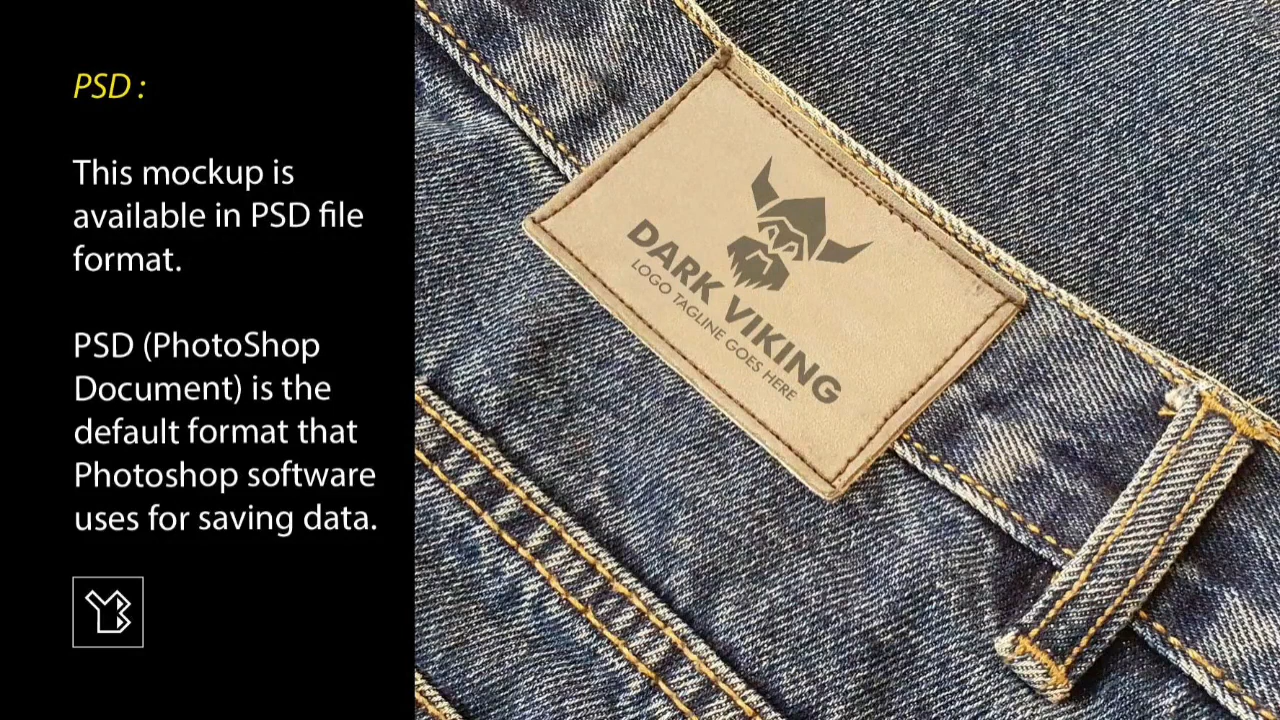 PSD :
This mockup is
available in PSD file
format.
PSD (PhotoShop
Document) is the
default format that
Photoshop software
uses for saving data.
DARK VIKING
LOGO TAGLINE GOES HERE